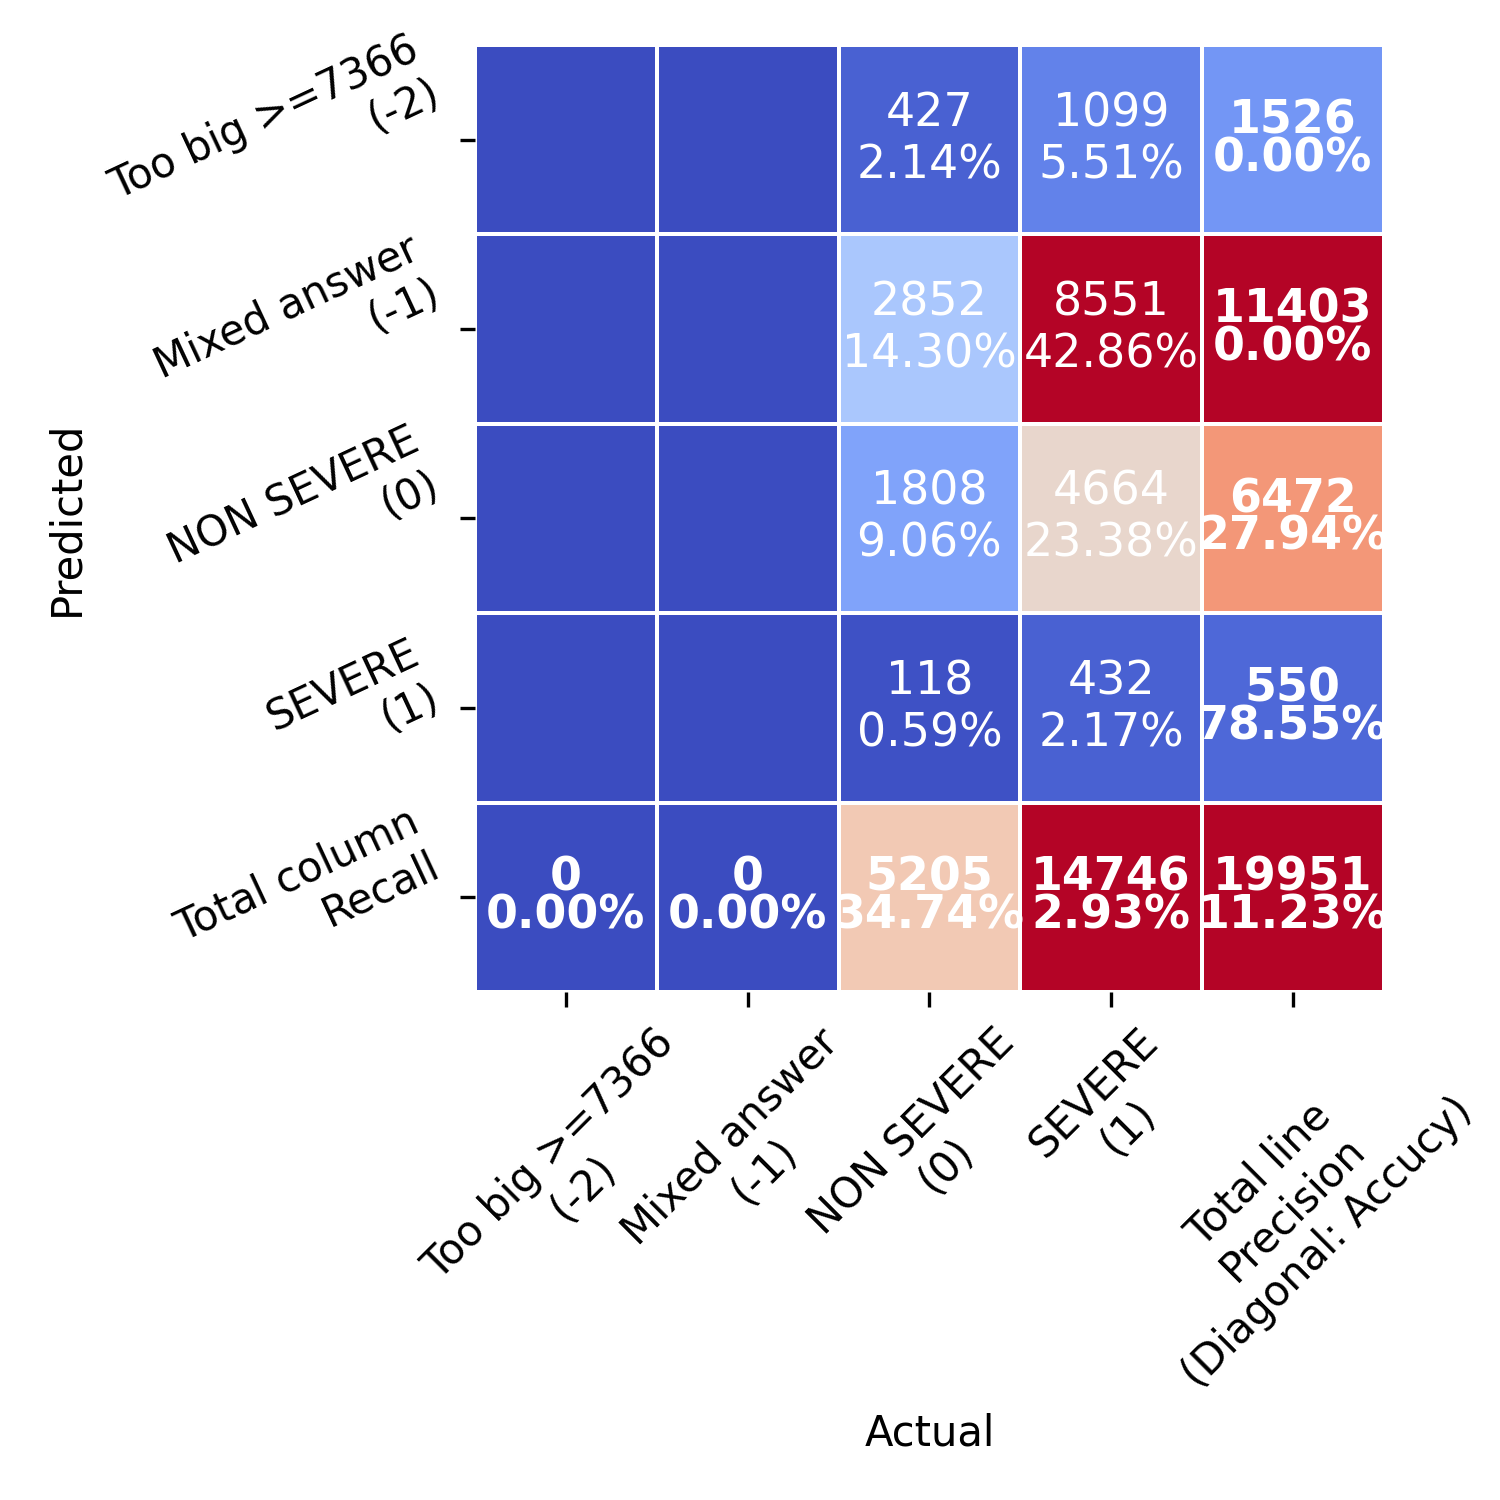 Too big >=7366
(-2)
427
2.14%
1099
5.51%
1526
0.00%
Mixed answer
(-1)
2852
14.30%
8551
42.86%
11403
0.00%
Predicted
NON SEVERE
(0)
1808
9.06%
4664
23.38%
6472
27.94%
SEVERE
(1)
118
0.59%
432
2.17%
550
78.55%
Total column
Recall
0
0.00%
0
0.00%
5205
34.74%
14746
2.93%
19951
11.23%
Too big >=7366
(-2)
Mixed answer
(-1)
NON SEVERE
(0)
SEVERE
(1)
Total line
Precision
(Diagonal: Accucy)
Actual